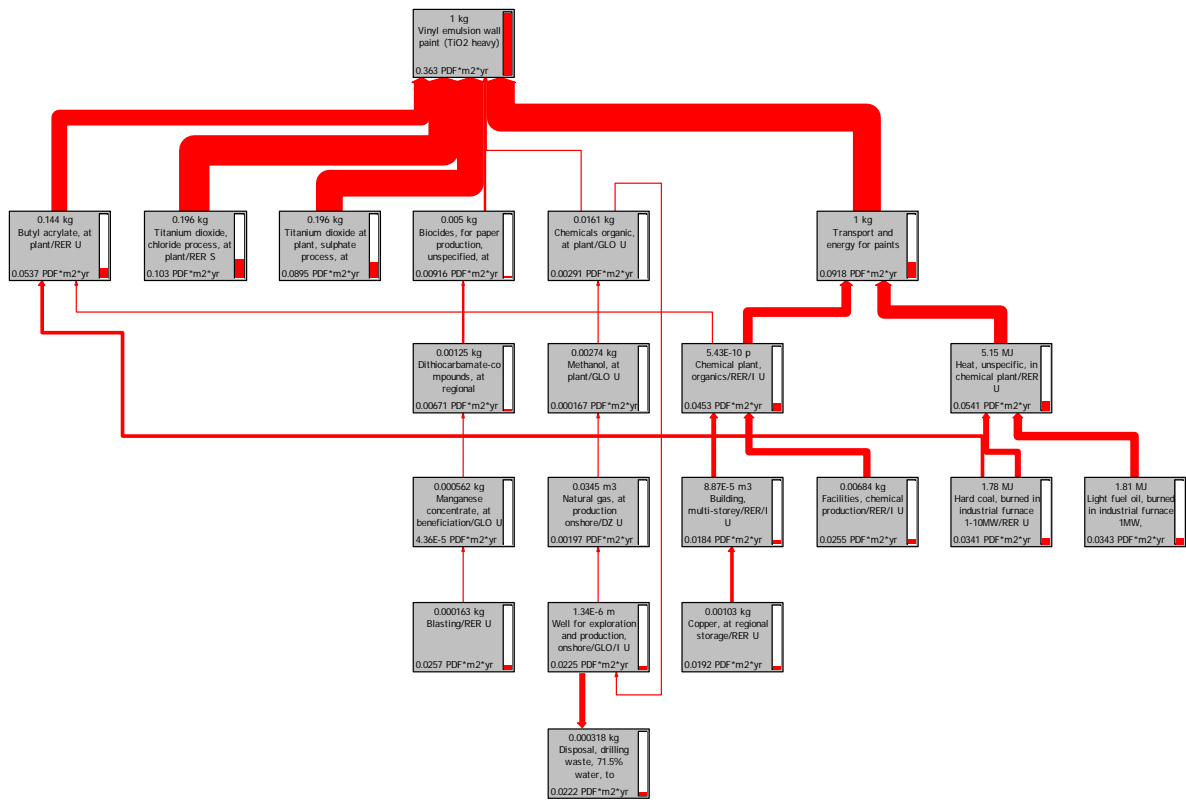 1 kg
Vinyl emulsion wall
paint (TiO2 heavy)
0.363 PDF*m2*yr
0.144 kg
Butyl acrylate, at
plant/RER U
0.0537 PDF*m2*yr
0.196 kg
Titanium dioxide,
chloride process, at
plant/RER S
0.103 PDF*m2*yr
0.196 kg
Titanium dioxide at
plant, sulphate
process, at
0.0895 PDF*m2*yr
0.005 kg
Biocides, for paper
production,
unspecified, at
0.00916 PDF*m2*yr
0.0161 kg
Chemicals organic,
at plant/GLO U
0.00291 PDF*m2*yr
1 kg
Transport and
energy for paints
0.0918 PDF*m2*yr
0.00125 kg
Dithiocarbamate-co
mpounds, at
regional
0.00671 PDF*m2*yr
0.00274 kg
Methanol, at
plant/GLO U
0.000167 PDF*m2*yr
5.43E-10 p
Chemical plant,
organics/RER/I U
0.0453 PDF*m2*yr
5.15 MJ
Heat, unspecific, in
chemical plant/RER
U
0.0541 PDF*m2*yr
0.000562 kg
Manganese
concentrate, at
beneficiation/GLO U
4.36E-5 PDF*m2*yr
0.0345 m3
Natural gas, at
production
onshore/DZ U
0.00197 PDF*m2*yr
8.87E-5 m3
Building,
multi-storey/RER/I
U
0.0184 PDF*m2*yr
0.00684 kg
Facilities, chemical
production/RER/I U
0.0255 PDF*m2*yr
1.78 MJ
Hard coal, burned in
industrial furnace
1-10MW/RER U
0.0341 PDF*m2*yr
1.81 MJ
Light fuel oil, burned
in industrial furnace
1MW,
0.0343 PDF*m2*yr
0.000163 kg
Blasting/RER U
0.0257 PDF*m2*yr
1.34E-6 m
Well for exploration
and production,
onshore/GLO/I U
0.0225 PDF*m2*yr
0.00103 kg
Copper, at regional
storage/RER U
0.0192 PDF*m2*yr
0.000318 kg
Disposal, drilling
waste, 71.5%
water, to
0.0222 PDF*m2*yr